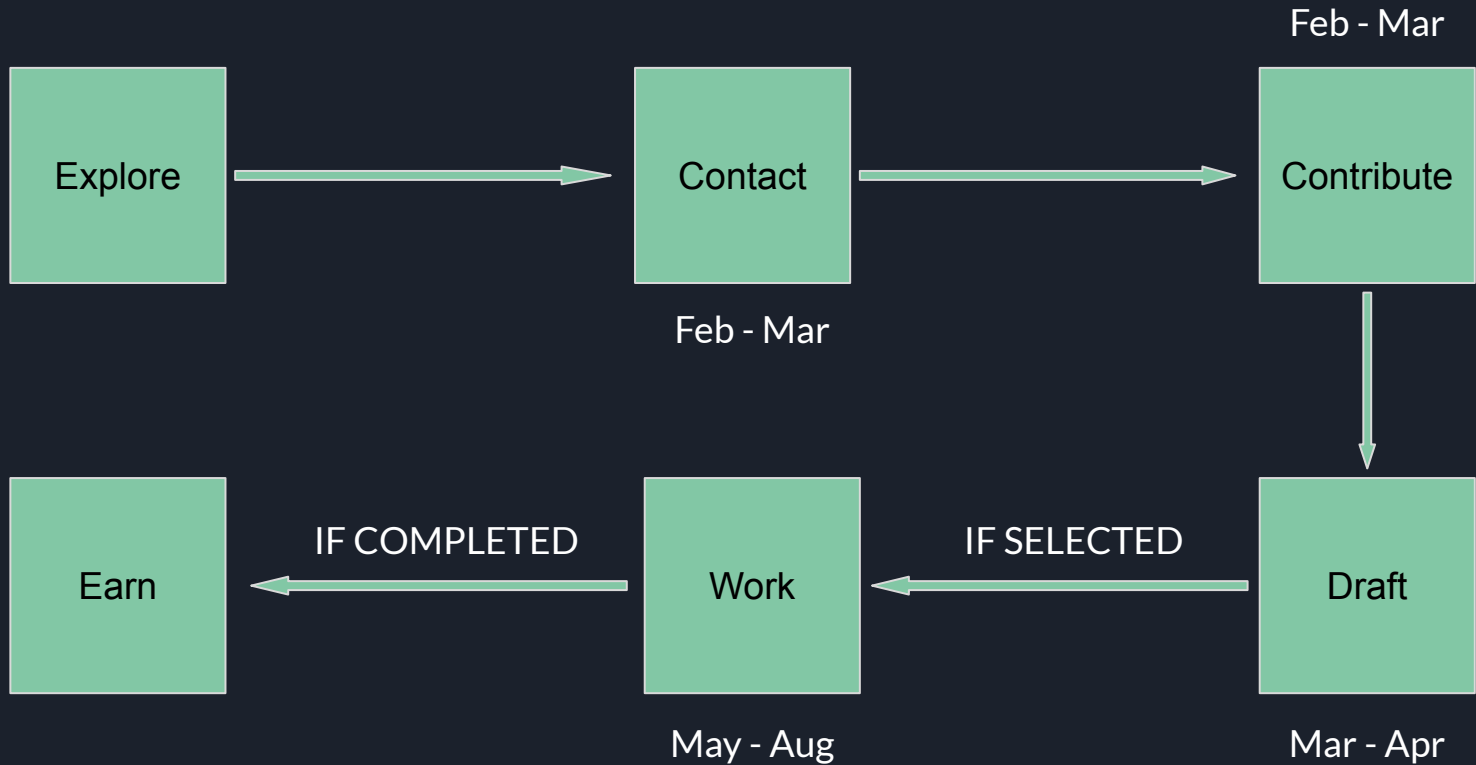 Feb - Mar
Explore
Contact
Contribute
Feb - Mar
IF COMPLETED
IF SELECTED
Earn
Work
Draft
May - Aug
Mar - Apr